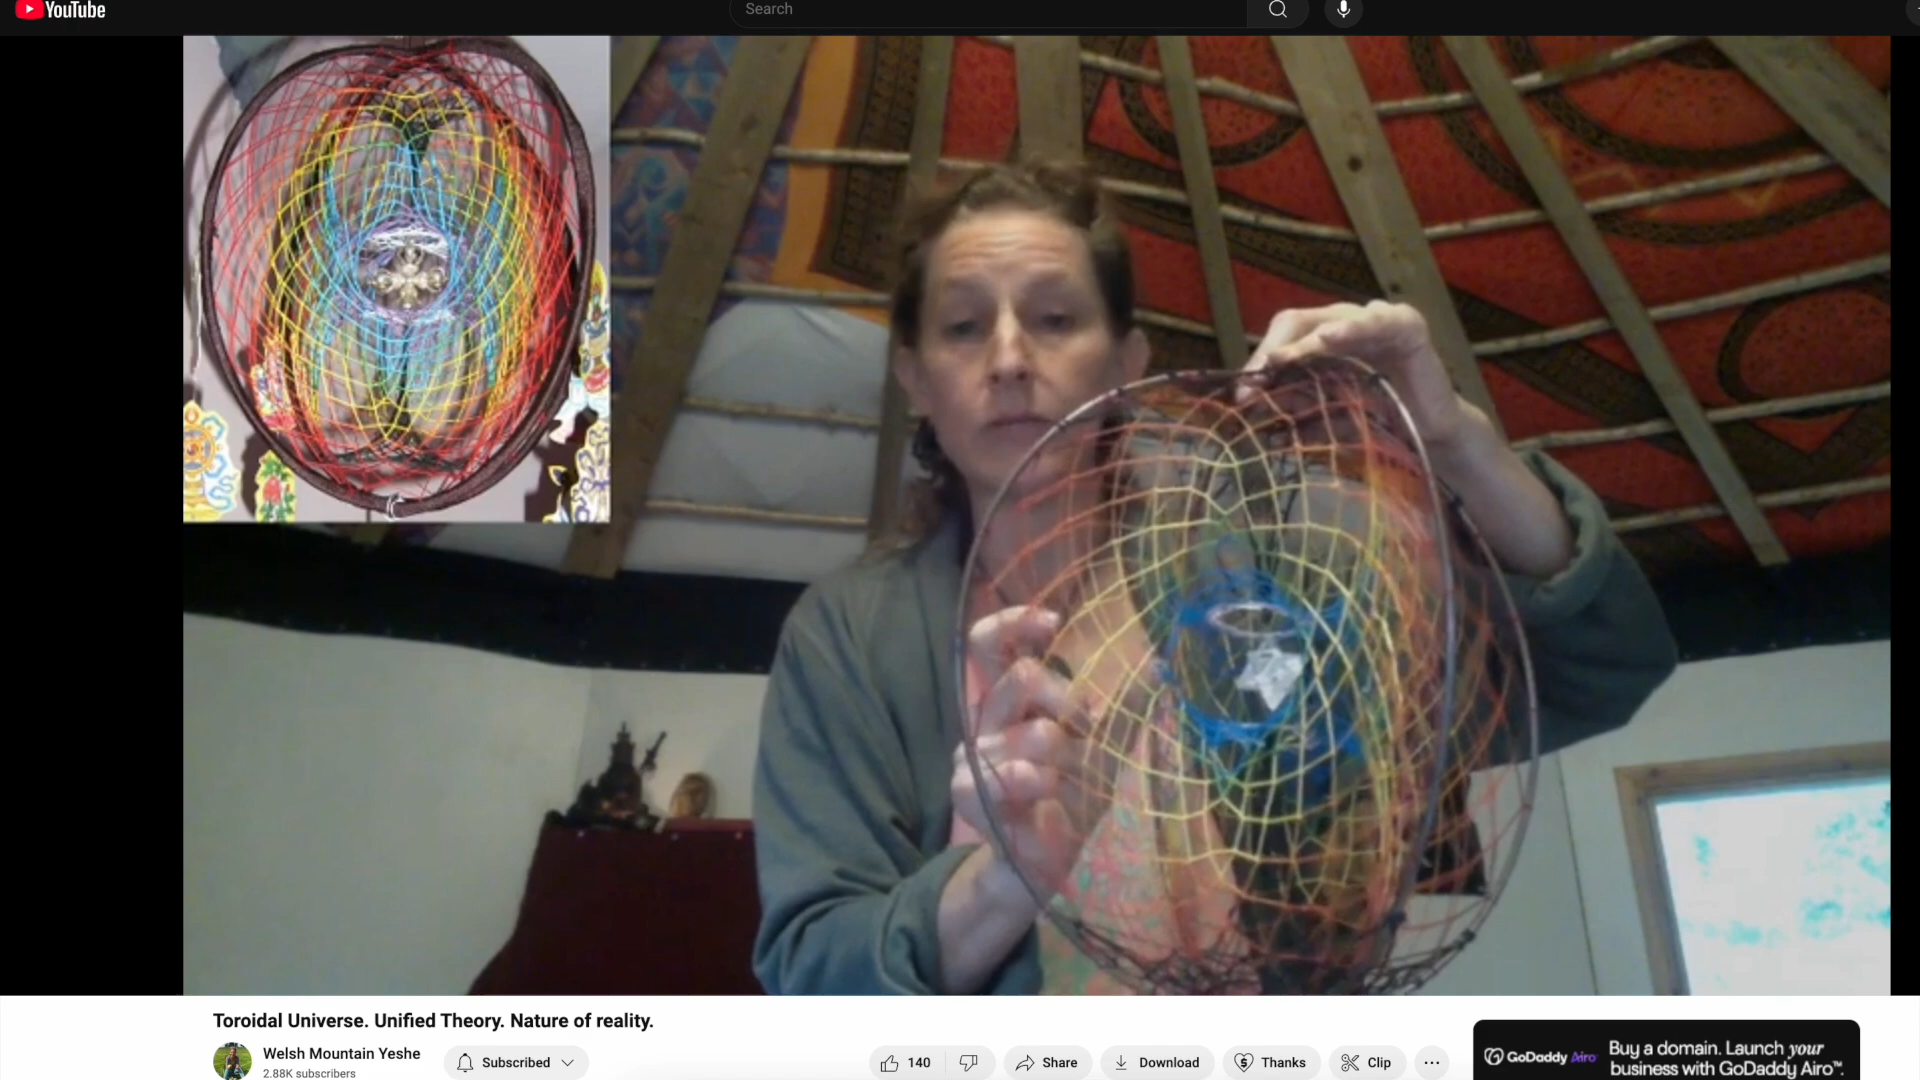 YouTube
Search
Toroidal Universe. Unified Theory. Nature of reality.
Welsh Mountain Yeshe
2.88K subscribers
Subscribed
140
Share
Download
Thanks
Clip
GoDaddy Airo
Buy a domain. Launch your
business with GoDaddy Airo™.